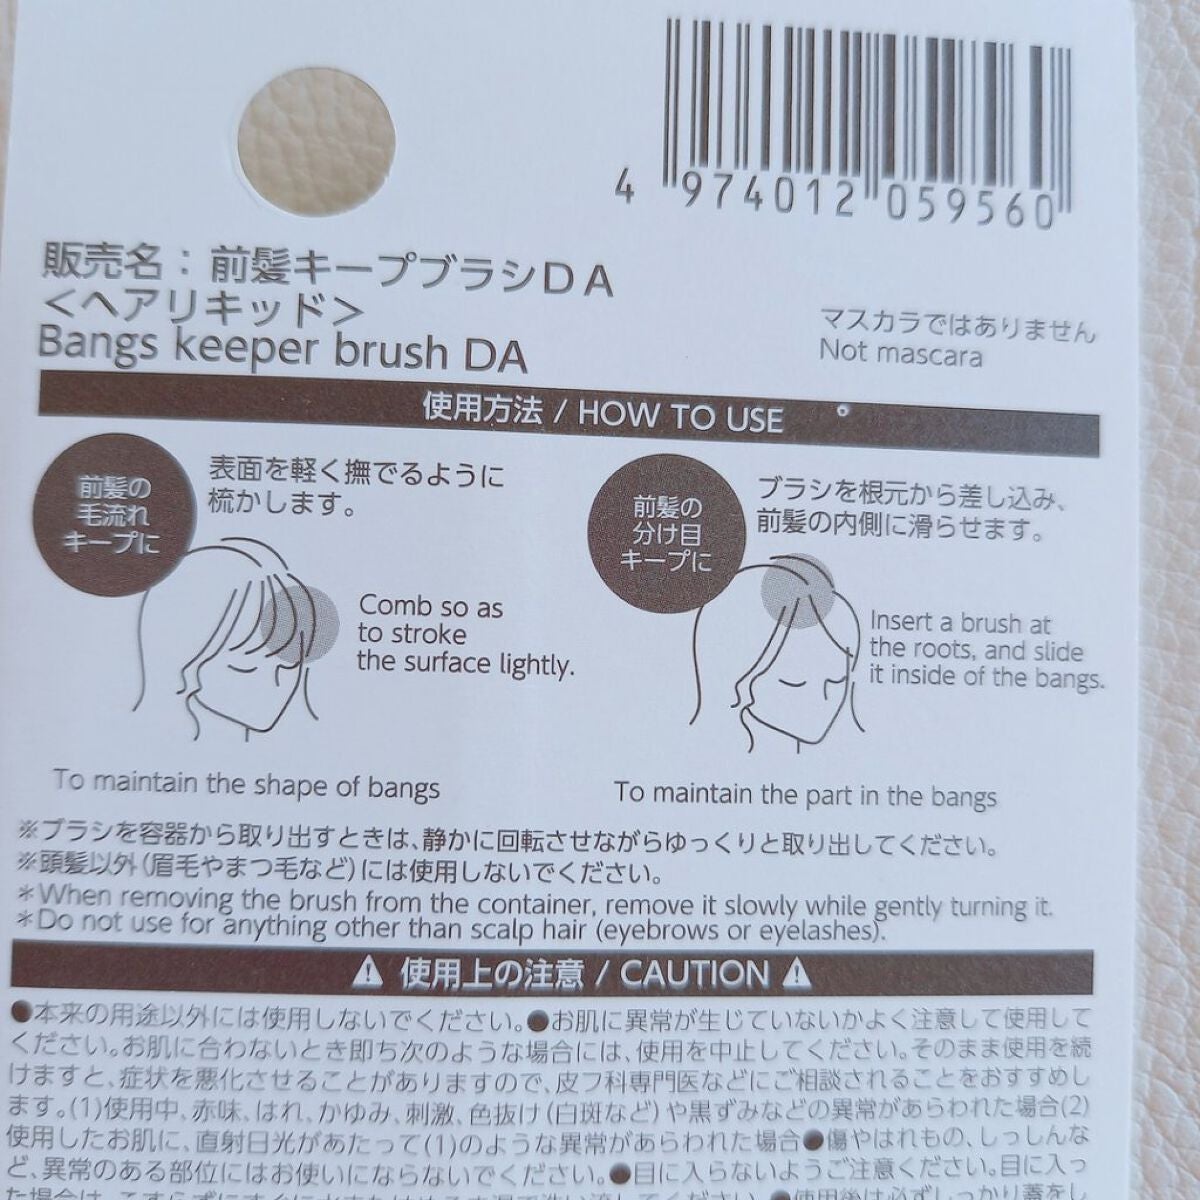 4 974012 059560
販売名：前髪キープブラシDA
＜ヘアリキッド＞
Bangs keeper brush DA
マスカラではありません
Not mascara
使用方法 / HOW TO USE
前髪の
毛流れ
キープに
表面を軽く撫でるように
梳かします。
Comb so as
to stroke
the surface lightly.
To maintain the shape of bangs
前髪の
分け目
キープに
ブラシを根元から差し込み、
前髪の内側に滑らせます。
Insert a brush at
the roots, and slide
it inside of the bangs.
To maintain the part in the bangs
※ブラシを容器から取り出すときは、静かに回転させながらゆっくりと取り出してください。
※頭髪以外(眉毛やまつ毛など)には使用しないでください。
*When removing the brush from the container, remove it slowly while gently turning it.
*Do not use for anything other than scalp hair (eyebrows or eyelashes).
⚠ 使用上の注意 / CAUTION ⚠
●本来の用途以外には使用しないでください。●お肌に異常が生じていないかよく注意して使用して
ください。お肌に合わないとき即ち次のような場合には、使用を中止してください。そのまま使用を続
けますと、症状を悪化させることがありますので、皮フ科専門医などにご相談されることをおすすめし
ます。(1)使用中、赤味、はれ、かゆみ、刺激、色抜け(白斑など)や黒ずみなどの異常があらわれた場合(2)
使用したお肌に、直射日光があたって(1)のような異常があらわれた場合●傷やはれもの、しっしんな
ど、異常のある部位にはお使いにならないでください。●目に入らないようご注意ください。目に入っ
た場合は、こすらずにすぐに